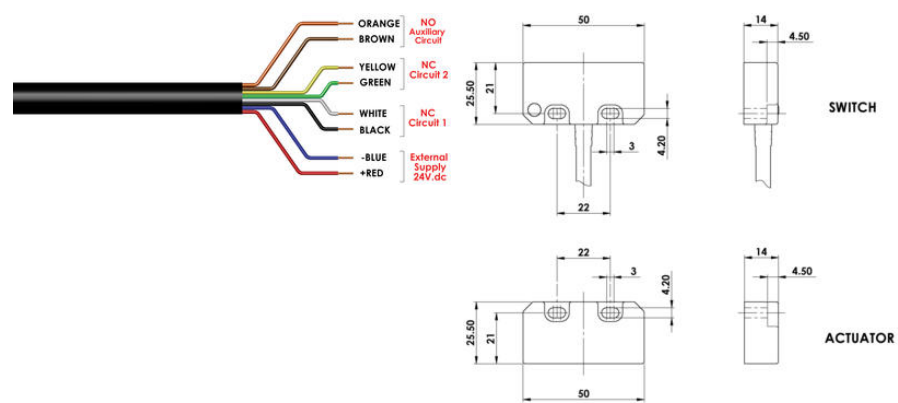 ORANGE
BROWN
NO
Auxiliary
Circuit
YELLOW
GREEN
NC
Circuit 2
WHITE
BLACK
NC
Circuit 1
-BLUE
+RED
External
Supply
24V.dc
50
25.50
21
4.20
3
22
14
4.50
SWITCH
22
3
4.20
25.50
21
50
14
4.50
ACTUATOR